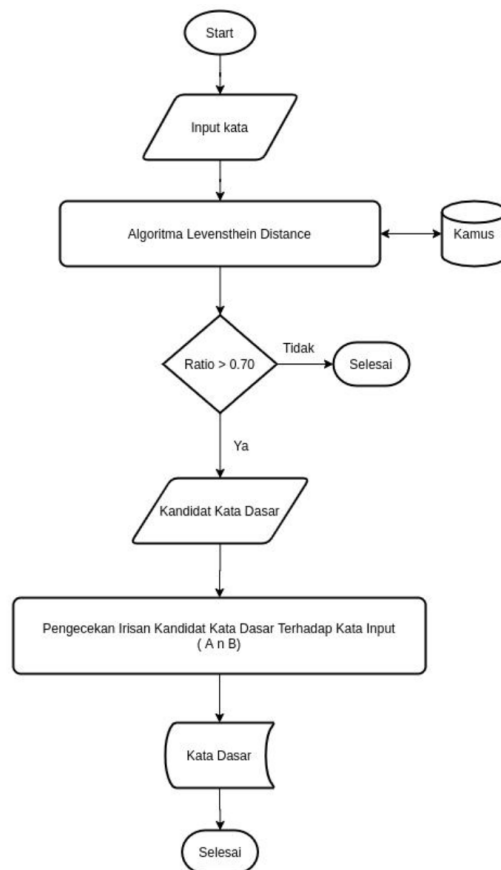 Start
Input kata
Algoritma Levensthein Distance
Kamus
Ratio > 0.70
Tidak
Selesai
Ya
Kandidat Kata Dasar
Pengecekan Irisan Kandidat Kata Dasar Terhadap Kata Input
( A n B)
Kata Dasar
Selesai